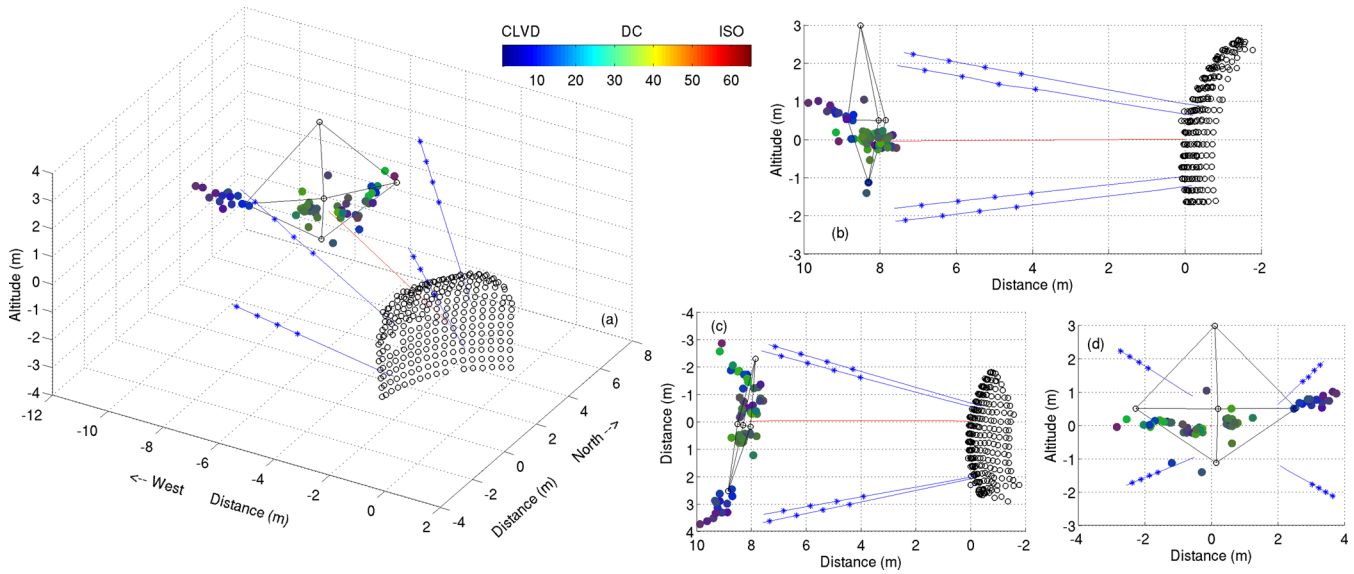 CLVD DC ISO
10 20 30 40 50 60
Altitude (m)
4
3
2
1
0
-1
-2
-3
-4
-12
-10
-8
-6
-4
-2
0
2
<-- West Distance (m)
-4
-2
0
2
4
6
8
Distance (m) North -->
(a)
Altitude (m)
3
2
1
0
-1
-2
-3
(b)
10 8 6 4 2 0 -2
Distance (m)
Distance (m)
-4
-3
-2
-1
0
1
2
3
4
(c)
10 8 6 4 2 0 -2
Distance (m)
Altitude (m)
3
2
1
0
-1
-2
-3
(d)
-4 -2 0 2 4
Distance (m)